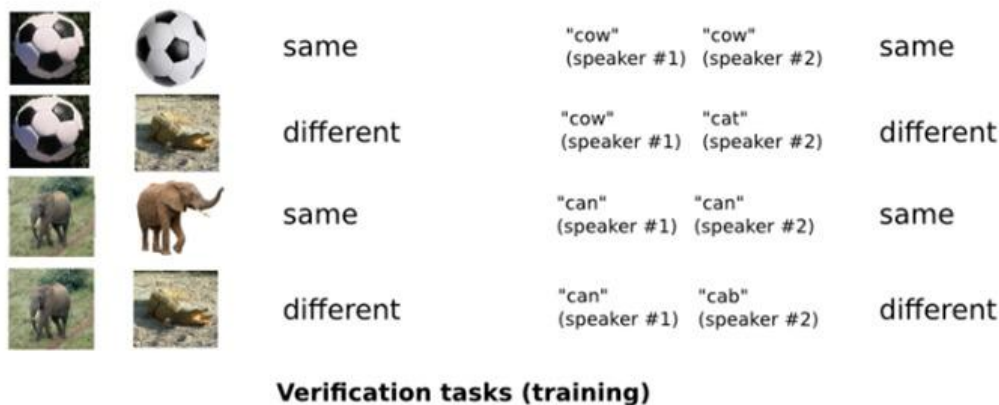 same "cow" "cow" same
(speaker #1) (speaker #2)
different "cow" "cat" different
(speaker #1) (speaker #2)
same "can" "can" same
(speaker #1) (speaker #2)
different "can" "cab" different
(speaker #1) (speaker #2)
Verification tasks (training)